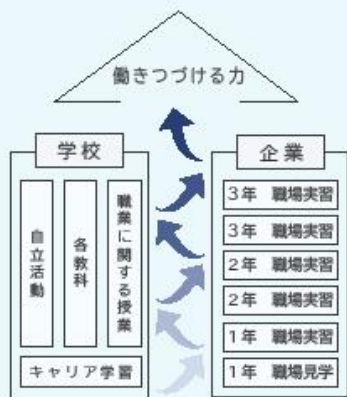 働きつづける力
学校
自立活動
各教科
職業に関する授業
キャリア学習
企業
3年 職場実習
3年 職場実習
2年 職場実習
2年 職場実習
1年 職場実習
1年 職場見学